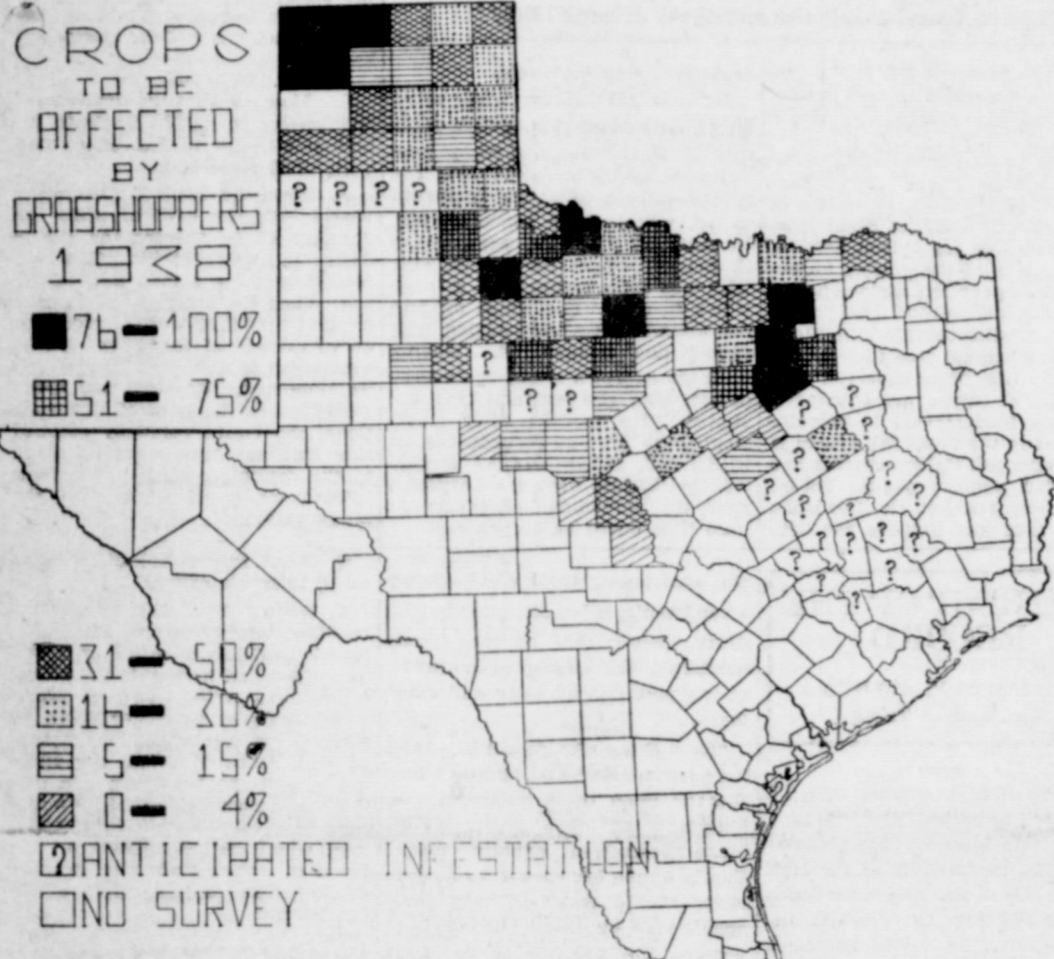 CROPS
TO BE
AFFECTED
BY
GRASSHOPPERS
1938
76 — 100%
51 — 75%
31 — 50%
16 — 30%
5 — 15%
0 — 4%
? ANTICIPATED INFESTATION
NO SURVEY
? ? ? ?
?
? ? ? ?
?
? ?
? ?
? ? ?
? ?
? ?
? ?
?